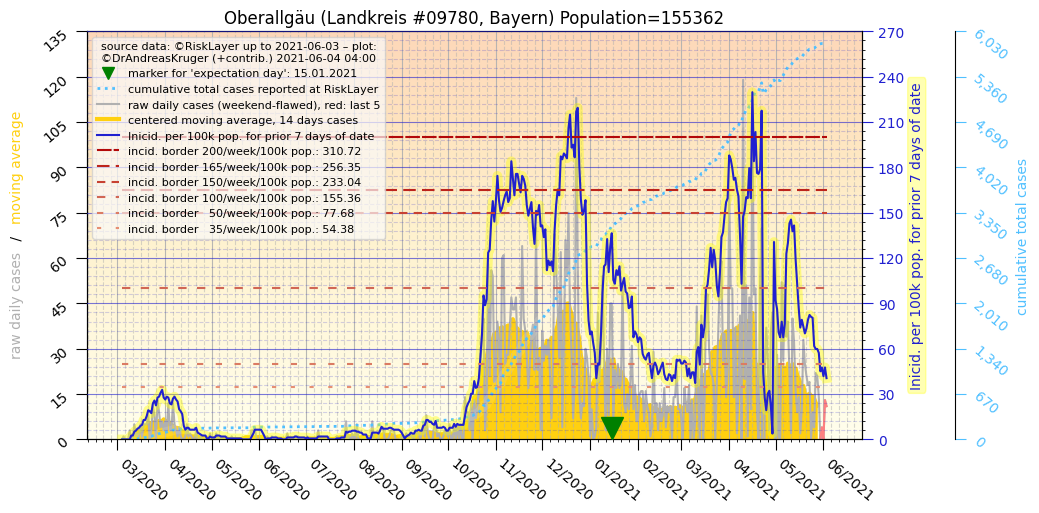 Oberallgäu (Landkreis #09780, Bayern) Population=155362
source data: ©RiskLayer up to 2021-06-03 – plot:
©DrAndreasKruger (+contrib.) 2021-06-04 04:00
marker for 'expectation day': 15.01.2021
cumulative total cases reported at RiskLayer
raw daily cases (weekend-flawed), red: last 5
centered moving average, 14 days cases
Inicid. per 100k pop. for prior 7 days of date
incid. border 200/week/100k pop.: 310.72
incid. border 165/week/100k pop.: 256.35
incid. border 150/week/100k pop.: 233.04
incid. border 100/week/100k pop.: 155.36
incid. border 50/week/100k pop.: 77.68
incid. border 35/week/100k pop.: 54.38
raw daily cases / moving average
135
120
105
90
75
60
45
30
15
0
03/2020
04/2020
05/2020
06/2020
07/2020
08/2020
09/2020
10/2020
11/2020
12/2020
01/2021
02/2021
03/2021
04/2021
05/2021
06/2021
270
240
210
180
150
120
90
60
30
0
Inicid. per 100k pop. for prior 7 days of date
6,030
5,360
4,690
4,020
3,350
2,680
2,010
1,340
670
0
cumulative total cases